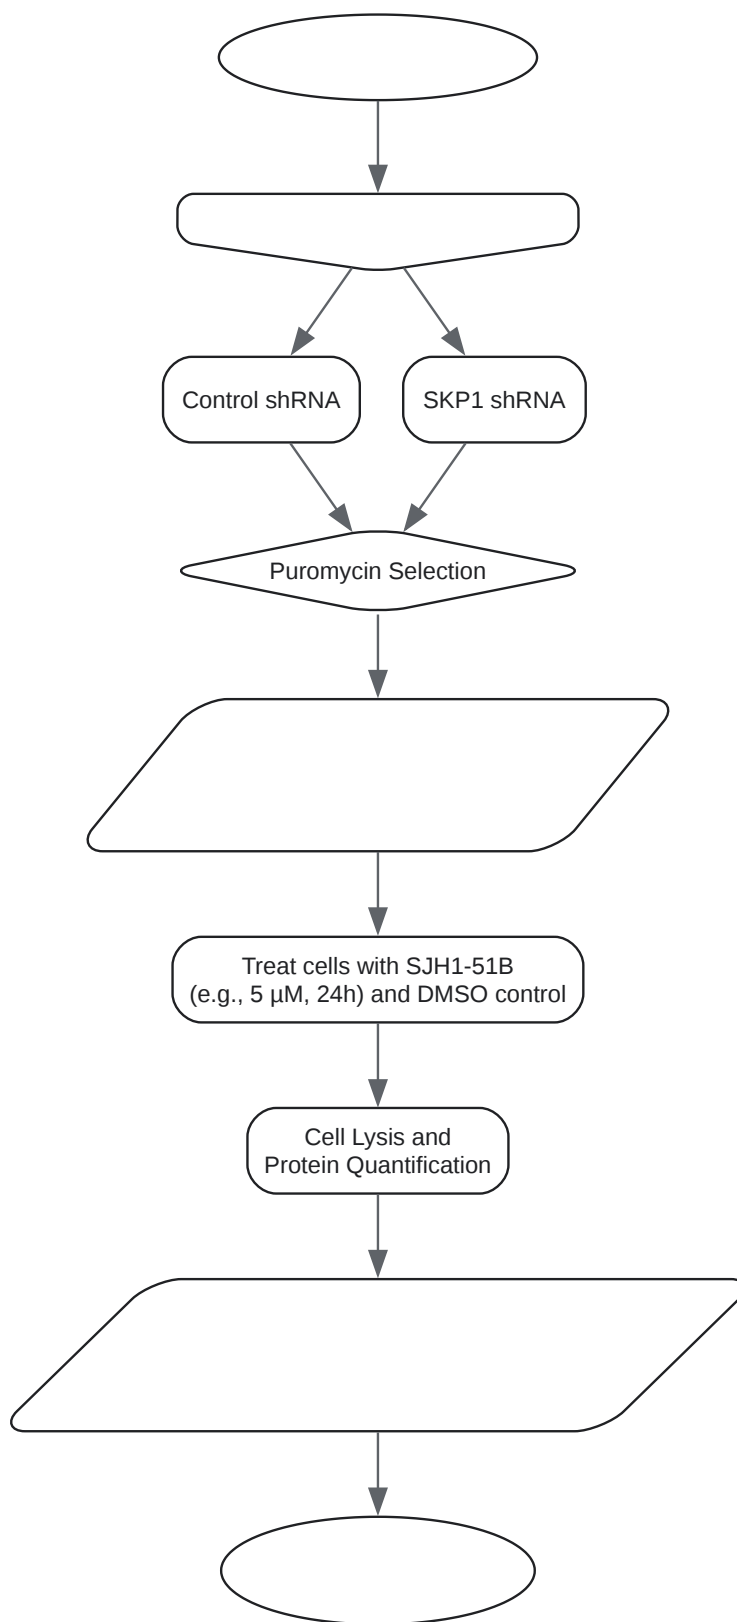 Control shRNA
SKP1 shRNA
Puromycin Selection
Treat cells with SJH1-51B
(e.g., 5 µM, 24h) and DMSO control
Cell Lysis and
Protein Quantification